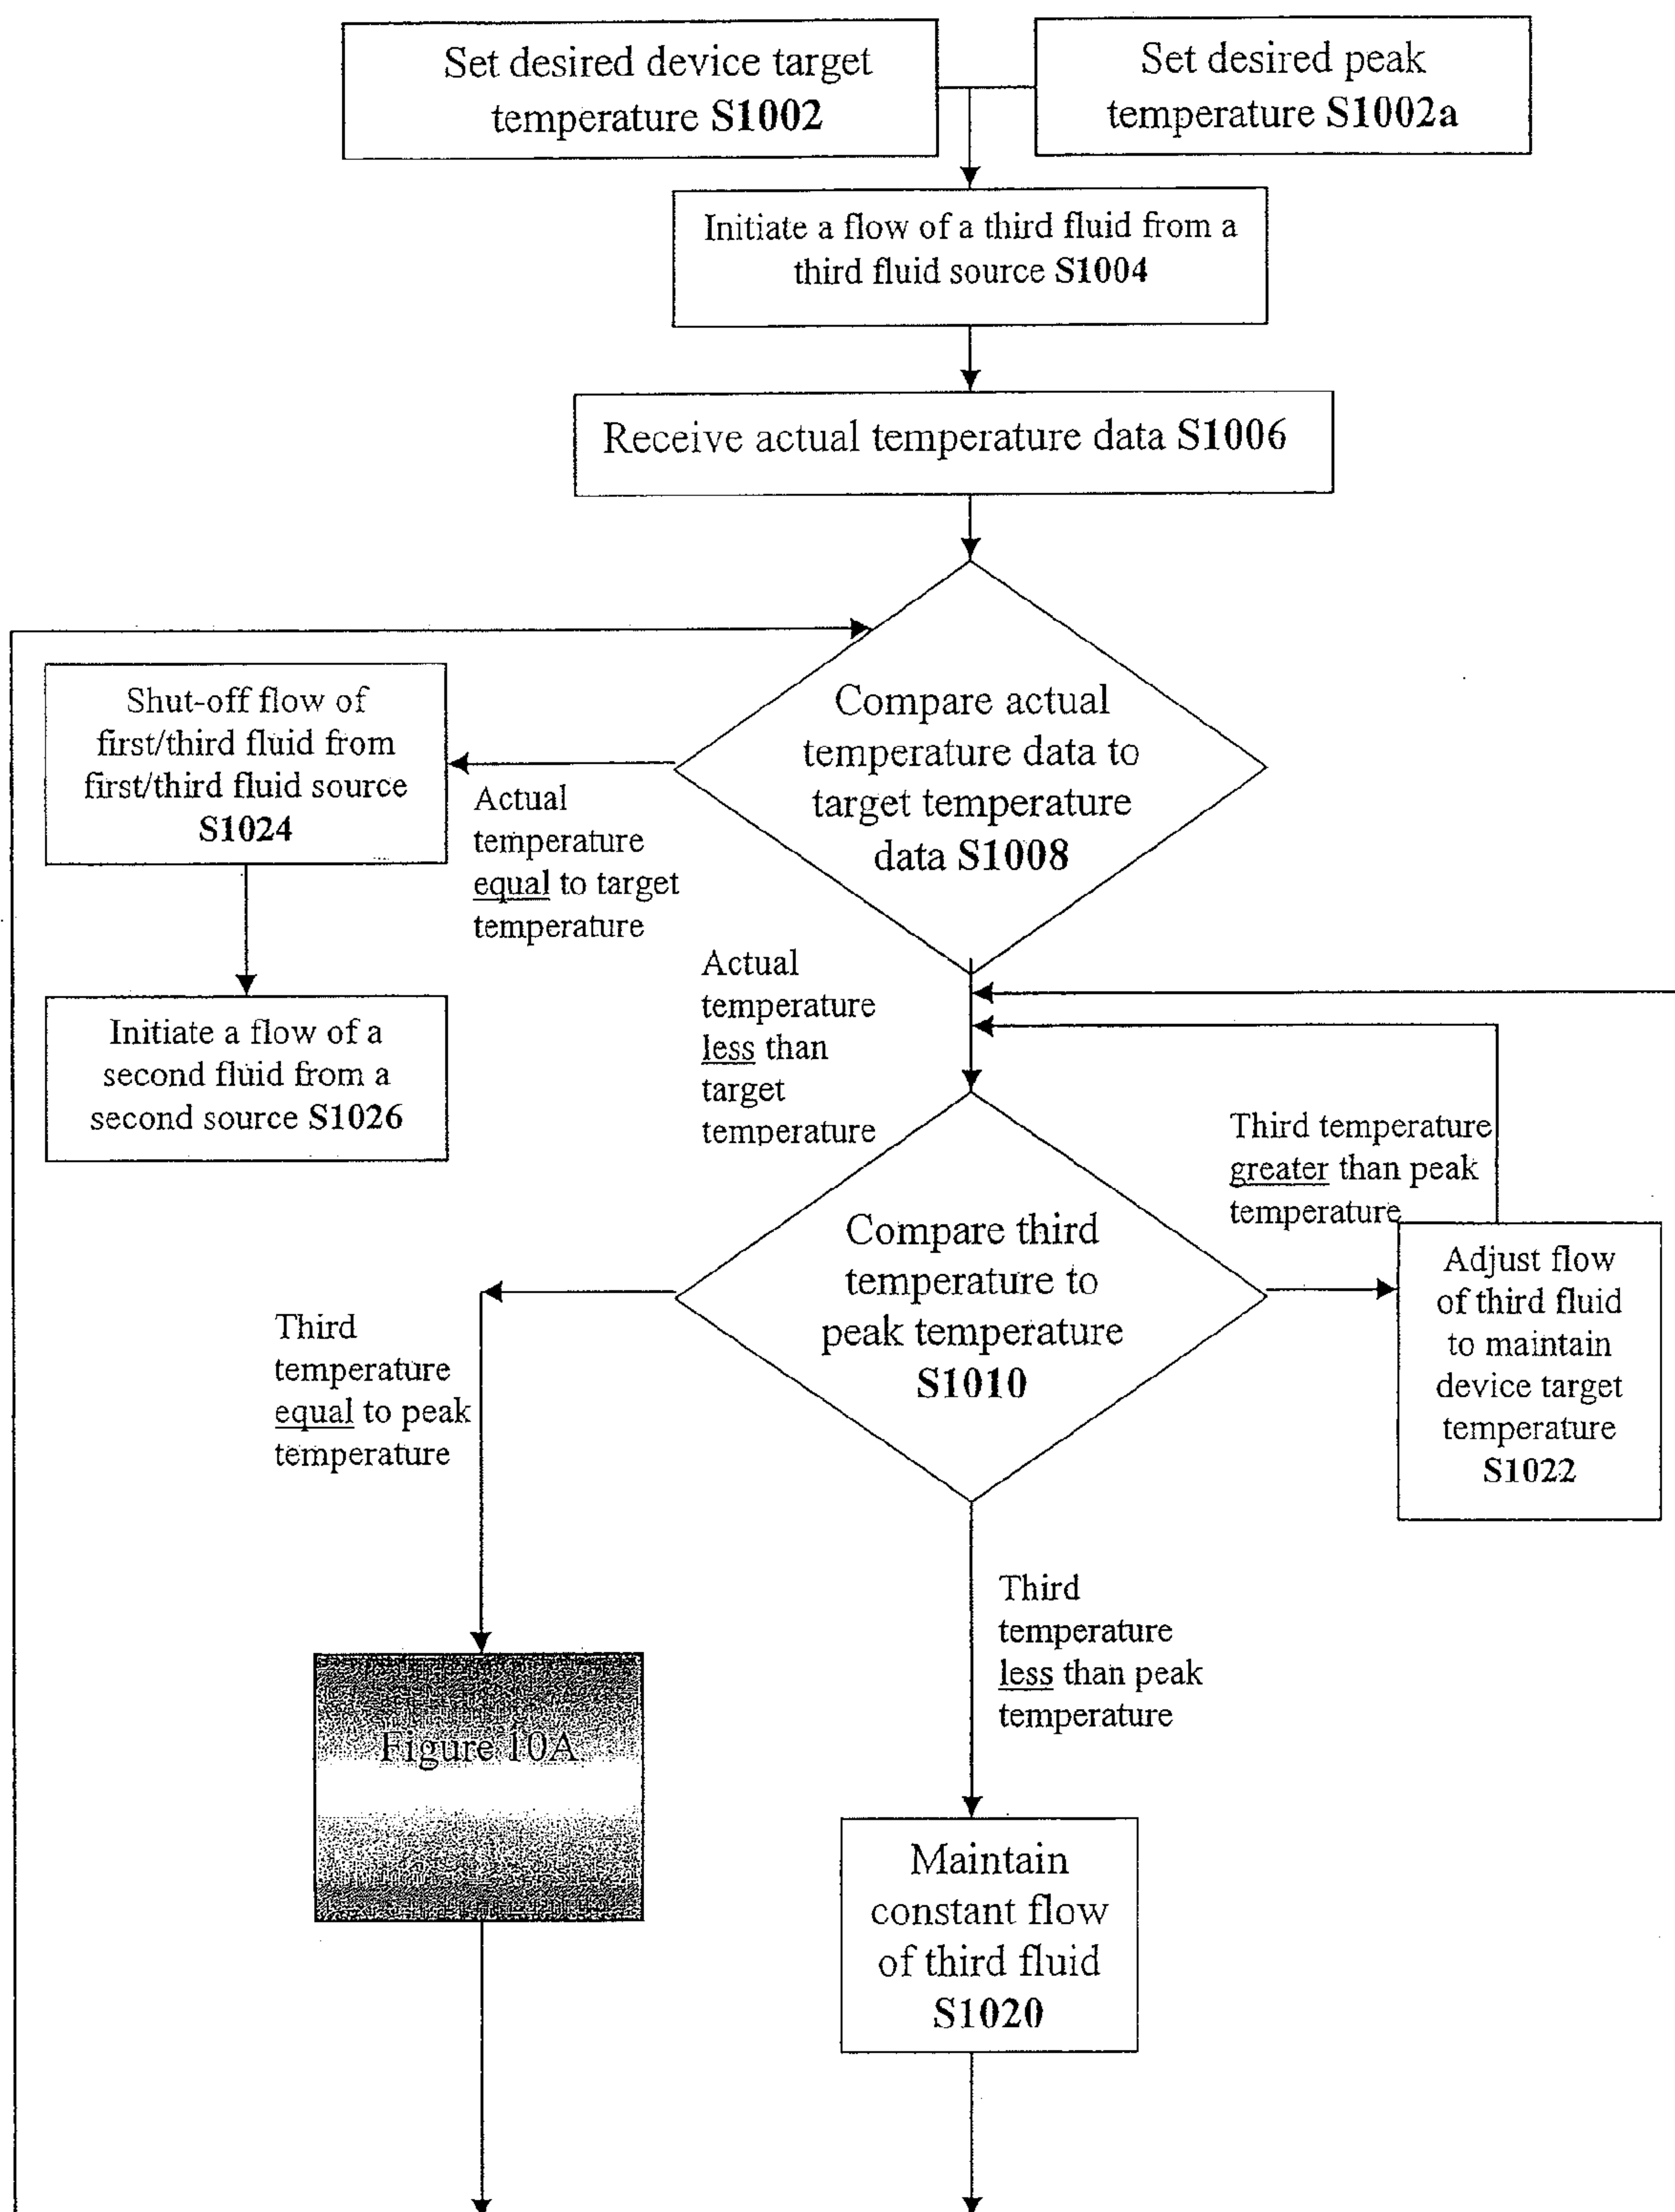 Set desired device target
temperature S1002
Set desired peak
temperature S1002a
Initiate a flow of a third fluid from a
third fluid source S1004
Receive actual temperature data S1006
Compare actual
temperature data to
target temperature
data S1008
Shut-off flow of
first/third fluid from
first/third fluid source
S1024
Actual
temperature
equal to target
temperature
Initiate a flow of a
second fluid from a
second source S1026
Actual
temperature
less than
target
temperature
Compare third
temperature to
peak temperature
S1010
Third temperature
greater than peak
temperature
Adjust flow
of third fluid
to maintain
device target
temperature
S1022
Third
temperature
equal to peak
temperature
Third
temperature
less than peak
temperature
Figure 10A
Maintain
constant flow
of third fluid
S1020